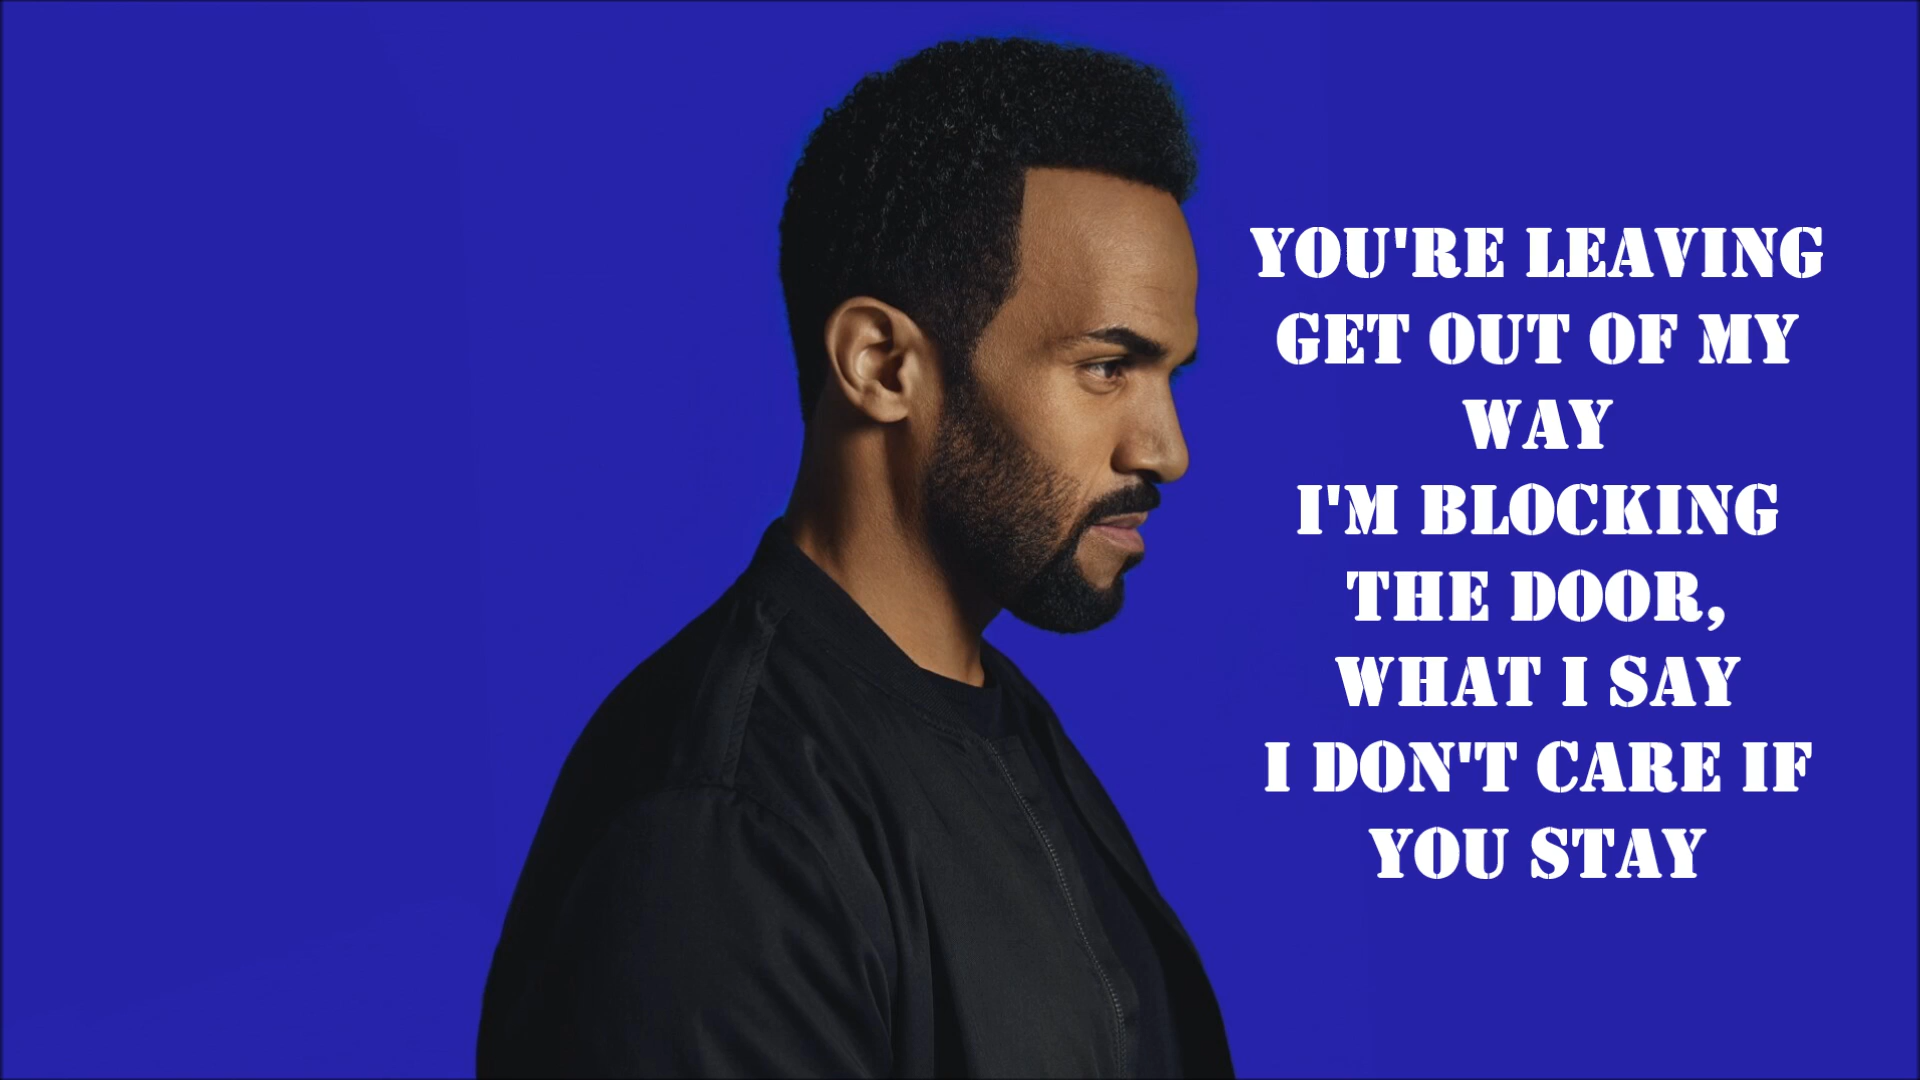 YOU'RE LEAVING
GET OUT OF MY
WAY
I'M BLOCKING
THE DOOR,
WHAT I SAY
I DON'T CARE IF
YOU STAY